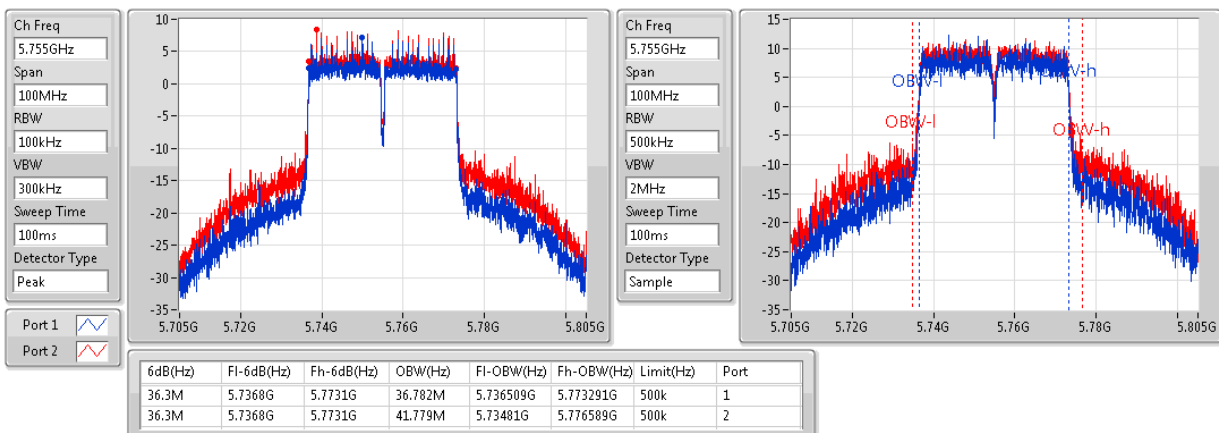 Ch Freq
5.755GHz
Span
100MHz
RBW
100kHz
VBW
300kHz
Sweep Time
100ms
Detector Type
Peak
Port 1
Port 2
10
5
0
-5
-10
-15
-20
-25
-30
-35
5.705G 5.72G 5.74G 5.76G 5.78G 5.805G
Ch Freq
5.755GHz
Span
100MHz
RBW
500kHz
VBW
2MHz
Sweep Time
100ms
Detector Type
Sample
15
10
5
0
-5
-10
-15
-20
-25
-30
-35
OBW-l OBW-h
OBW-l OBW-h
5.705G 5.72G 5.74G 5.76G 5.78G 5.805G
6dB(Hz) Fl-6dB(Hz) Fh-6dB(Hz) OBW(Hz) Fl-OBW(Hz) Fh-OBW(Hz) Limit(Hz) Port
36.3M 5.7368G 5.7731G 36.782M 5.736509G 5.773291G 500k 1
36.3M 5.7368G 5.7731G 41.779M 5.73481G 5.776589G 500k 2